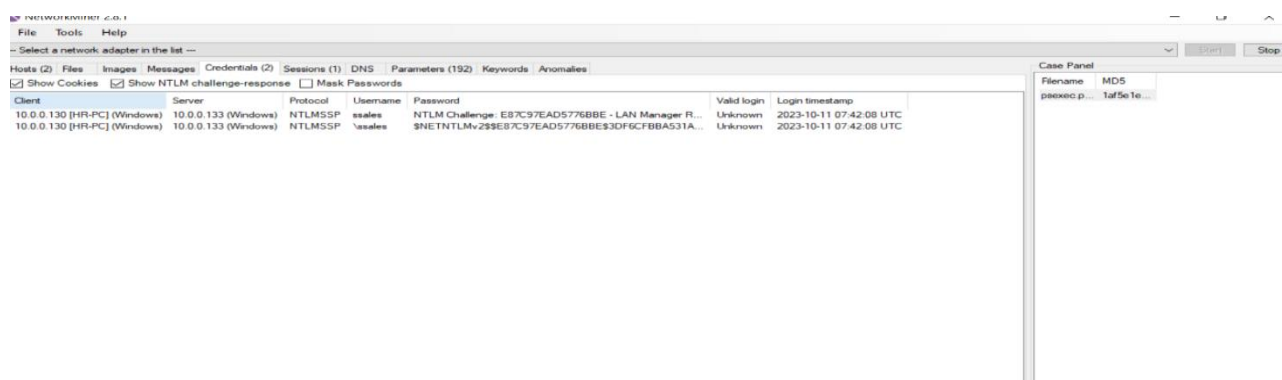 NetworkMiner 2.8.1
File Tools Help
-- Select a network adapter in the list ---
Start Stop
Hosts (2) Files Images Messages Credentials (2) Sessions (1) DNS Parameters (192) Keywords Anomalies
Case Panel
Show Cookies Show NTLM challenge-response Mask Passwords
Filename MD5
Client Server Protocol Username Password Valid login Login timestamp
psexec.p... 1af5e1e...
10.0.0.130 [HR-PC] (Windows) 10.0.0.133 (Windows) NTLMSSP ssales NTLM Challenge: E87C97EAD5776BBE - LAN Manager R... Unknown 2023-10-11 07:42:08 UTC
10.0.0.130 [HR-PC] (Windows) 10.0.0.133 (Windows) NTLMSSP \ssales $NETNTLMv2$$E87C97EAD5776BBE$3DF6CFBBA531A... Unknown 2023-10-11 07:42:08 UTC